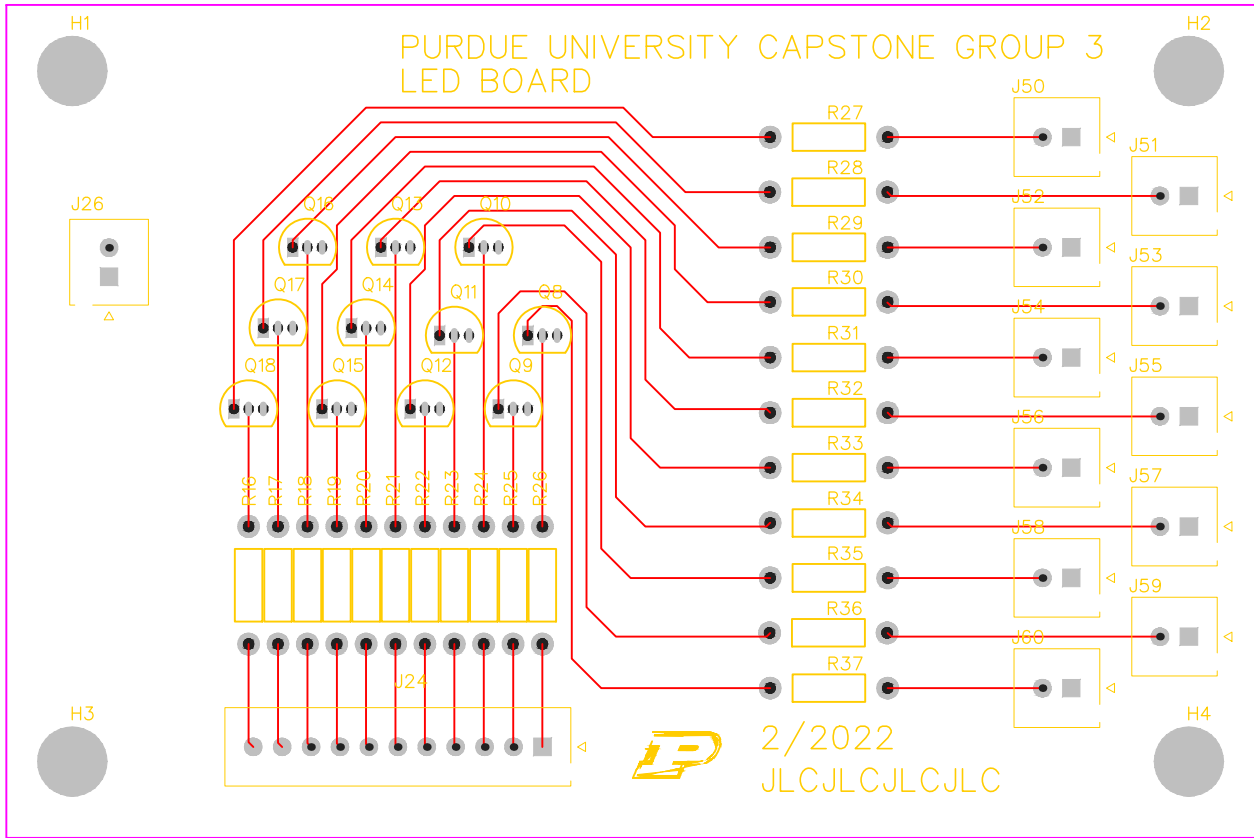 H1
H2
PURDUE UNIVERSITY CAPSTONE GROUP 3
LED BOARD
J50
R27
J51
R28
J26
Q16
Q13
Q10
J52
R29
J53
R30
Q17
Q14
Q11
Q8
J54
R31
Q18
Q15
Q12
Q9
J55
R32
J56
R33
R16
R17
R18
R19
R20
R21
R22
R23
R24
R25
R26
J57
R34
J58
R35
J59
R36
J60
R37
J24
H3
H4
P
2/2022
JLCJLCJLCJLC